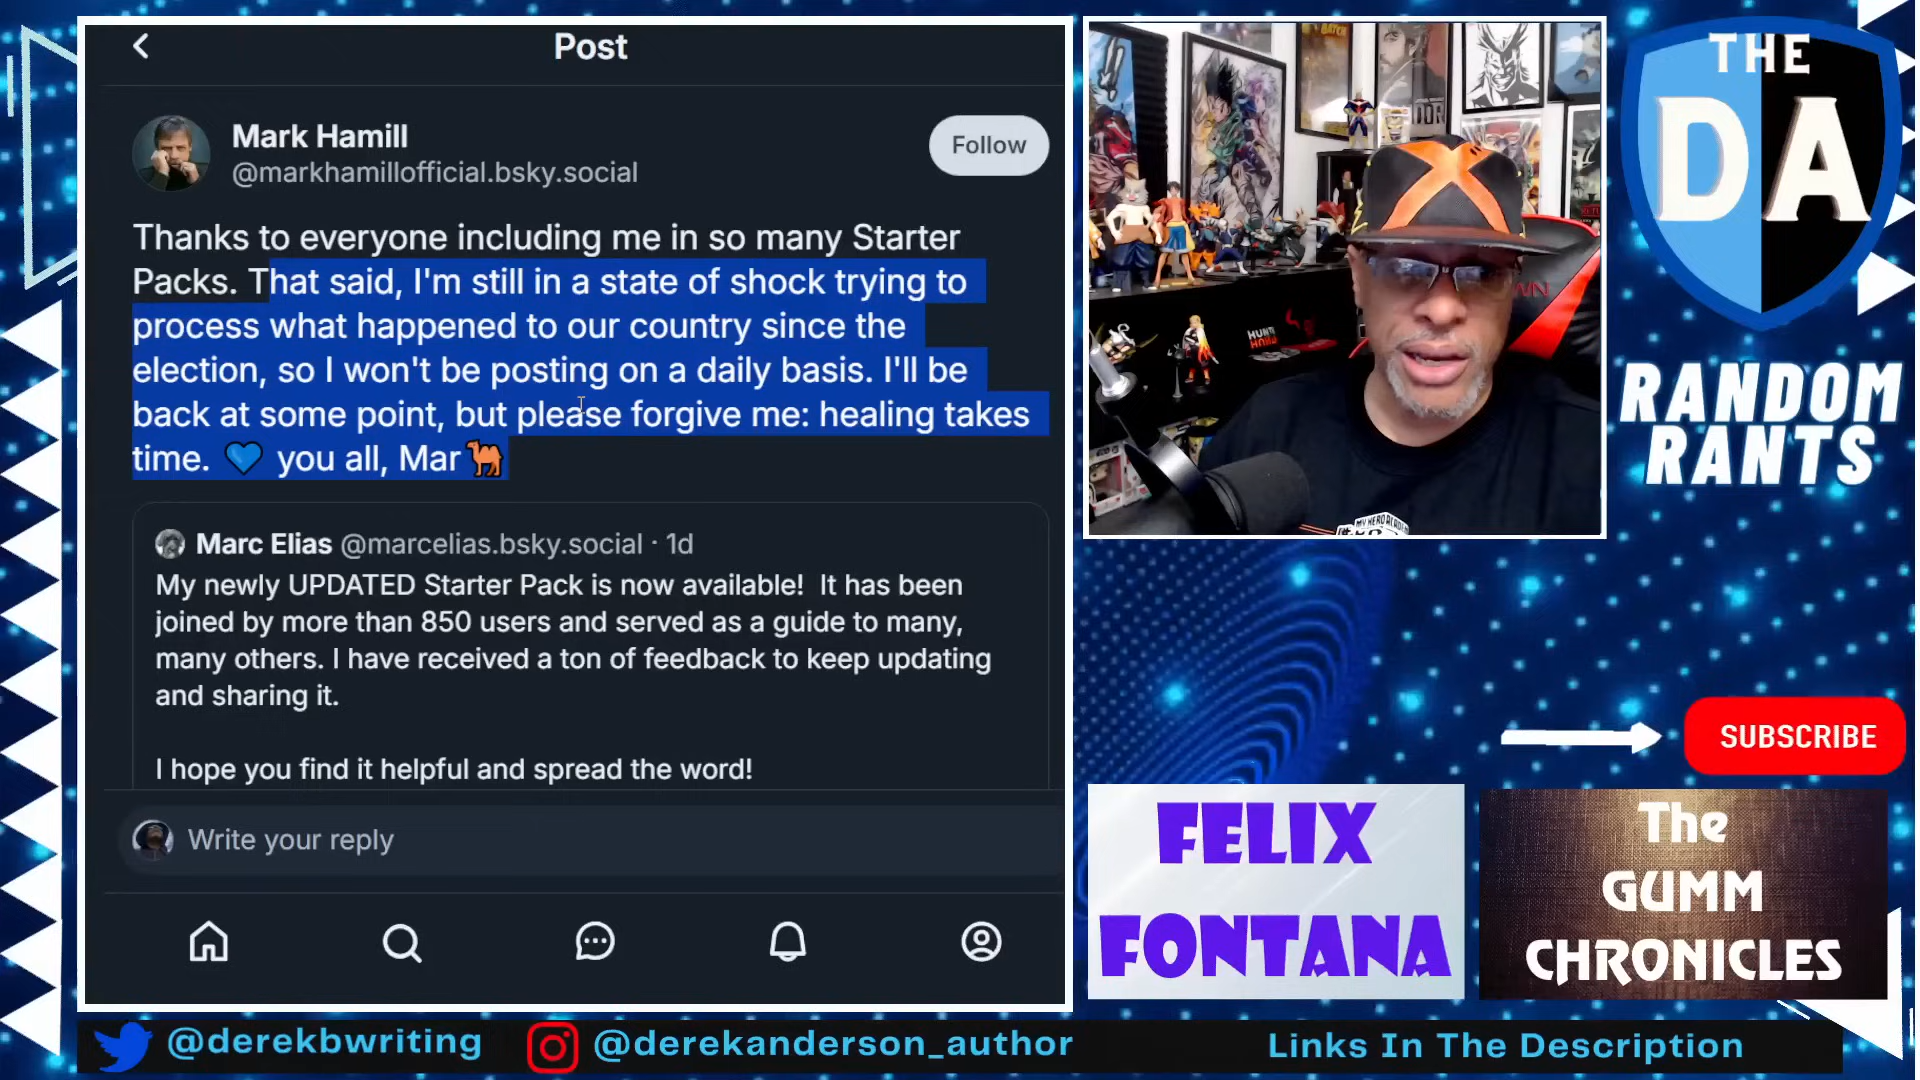 Post
Mark Hamill
@markhamillofficial.bsky.social
Follow
Thanks to everyone including me in so many Starter
Packs. That said, I'm still in a state of shock trying to
process what happened to our country since the
election, so I won't be posting on a daily basis. I'll be
back at some point, but please forgive me: healing takes
time. 💙 you all, Mar🐫
Marc Elias @marcelias.bsky.social · 1d
My newly UPDATED Starter Pack is now available! It has been
joined by more than 850 users and served as a guide to many,
many others. I have received a ton of feedback to keep updating
and sharing it.
I hope you find it helpful and spread the word!
Write your reply
MY HERO ACADEMIA
THE
DA
RANDOM
RANTS
SUBSCRIBE
FELIX
FONTANA
The
GUMM
CHRONICLES
@derekbwriting
@derekanderson_author
Links In The Description